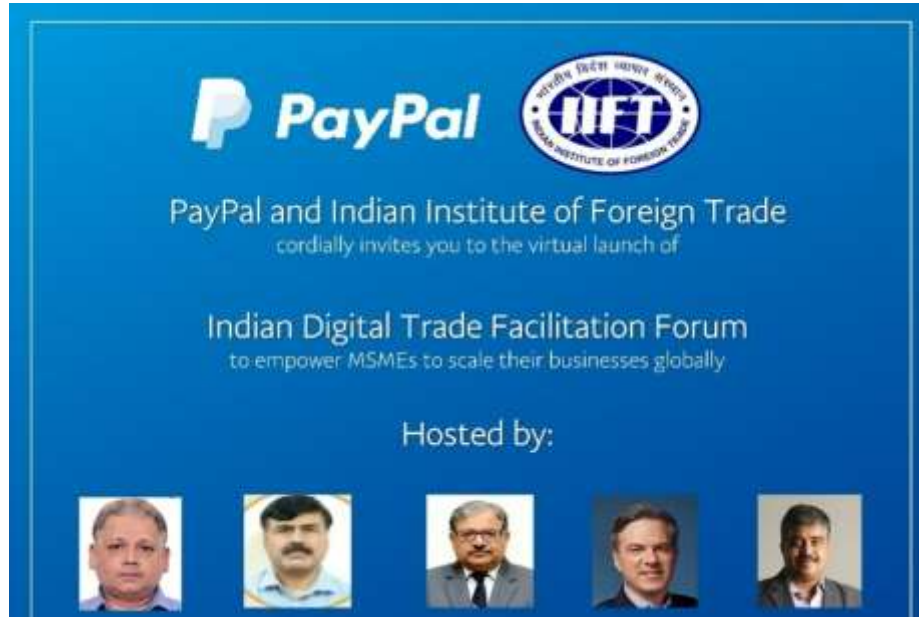 PayPal
भारतीय विदेश व्यापार संस्थान
IIFT
INDIAN INSTITUTE OF FOREIGN TRADE
PayPal and Indian Institute of Foreign Trade
cordially invites you to the virtual launch of
Indian Digital Trade Facilitation Forum
to empower MSMEs to scale their businesses globally
Hosted by: